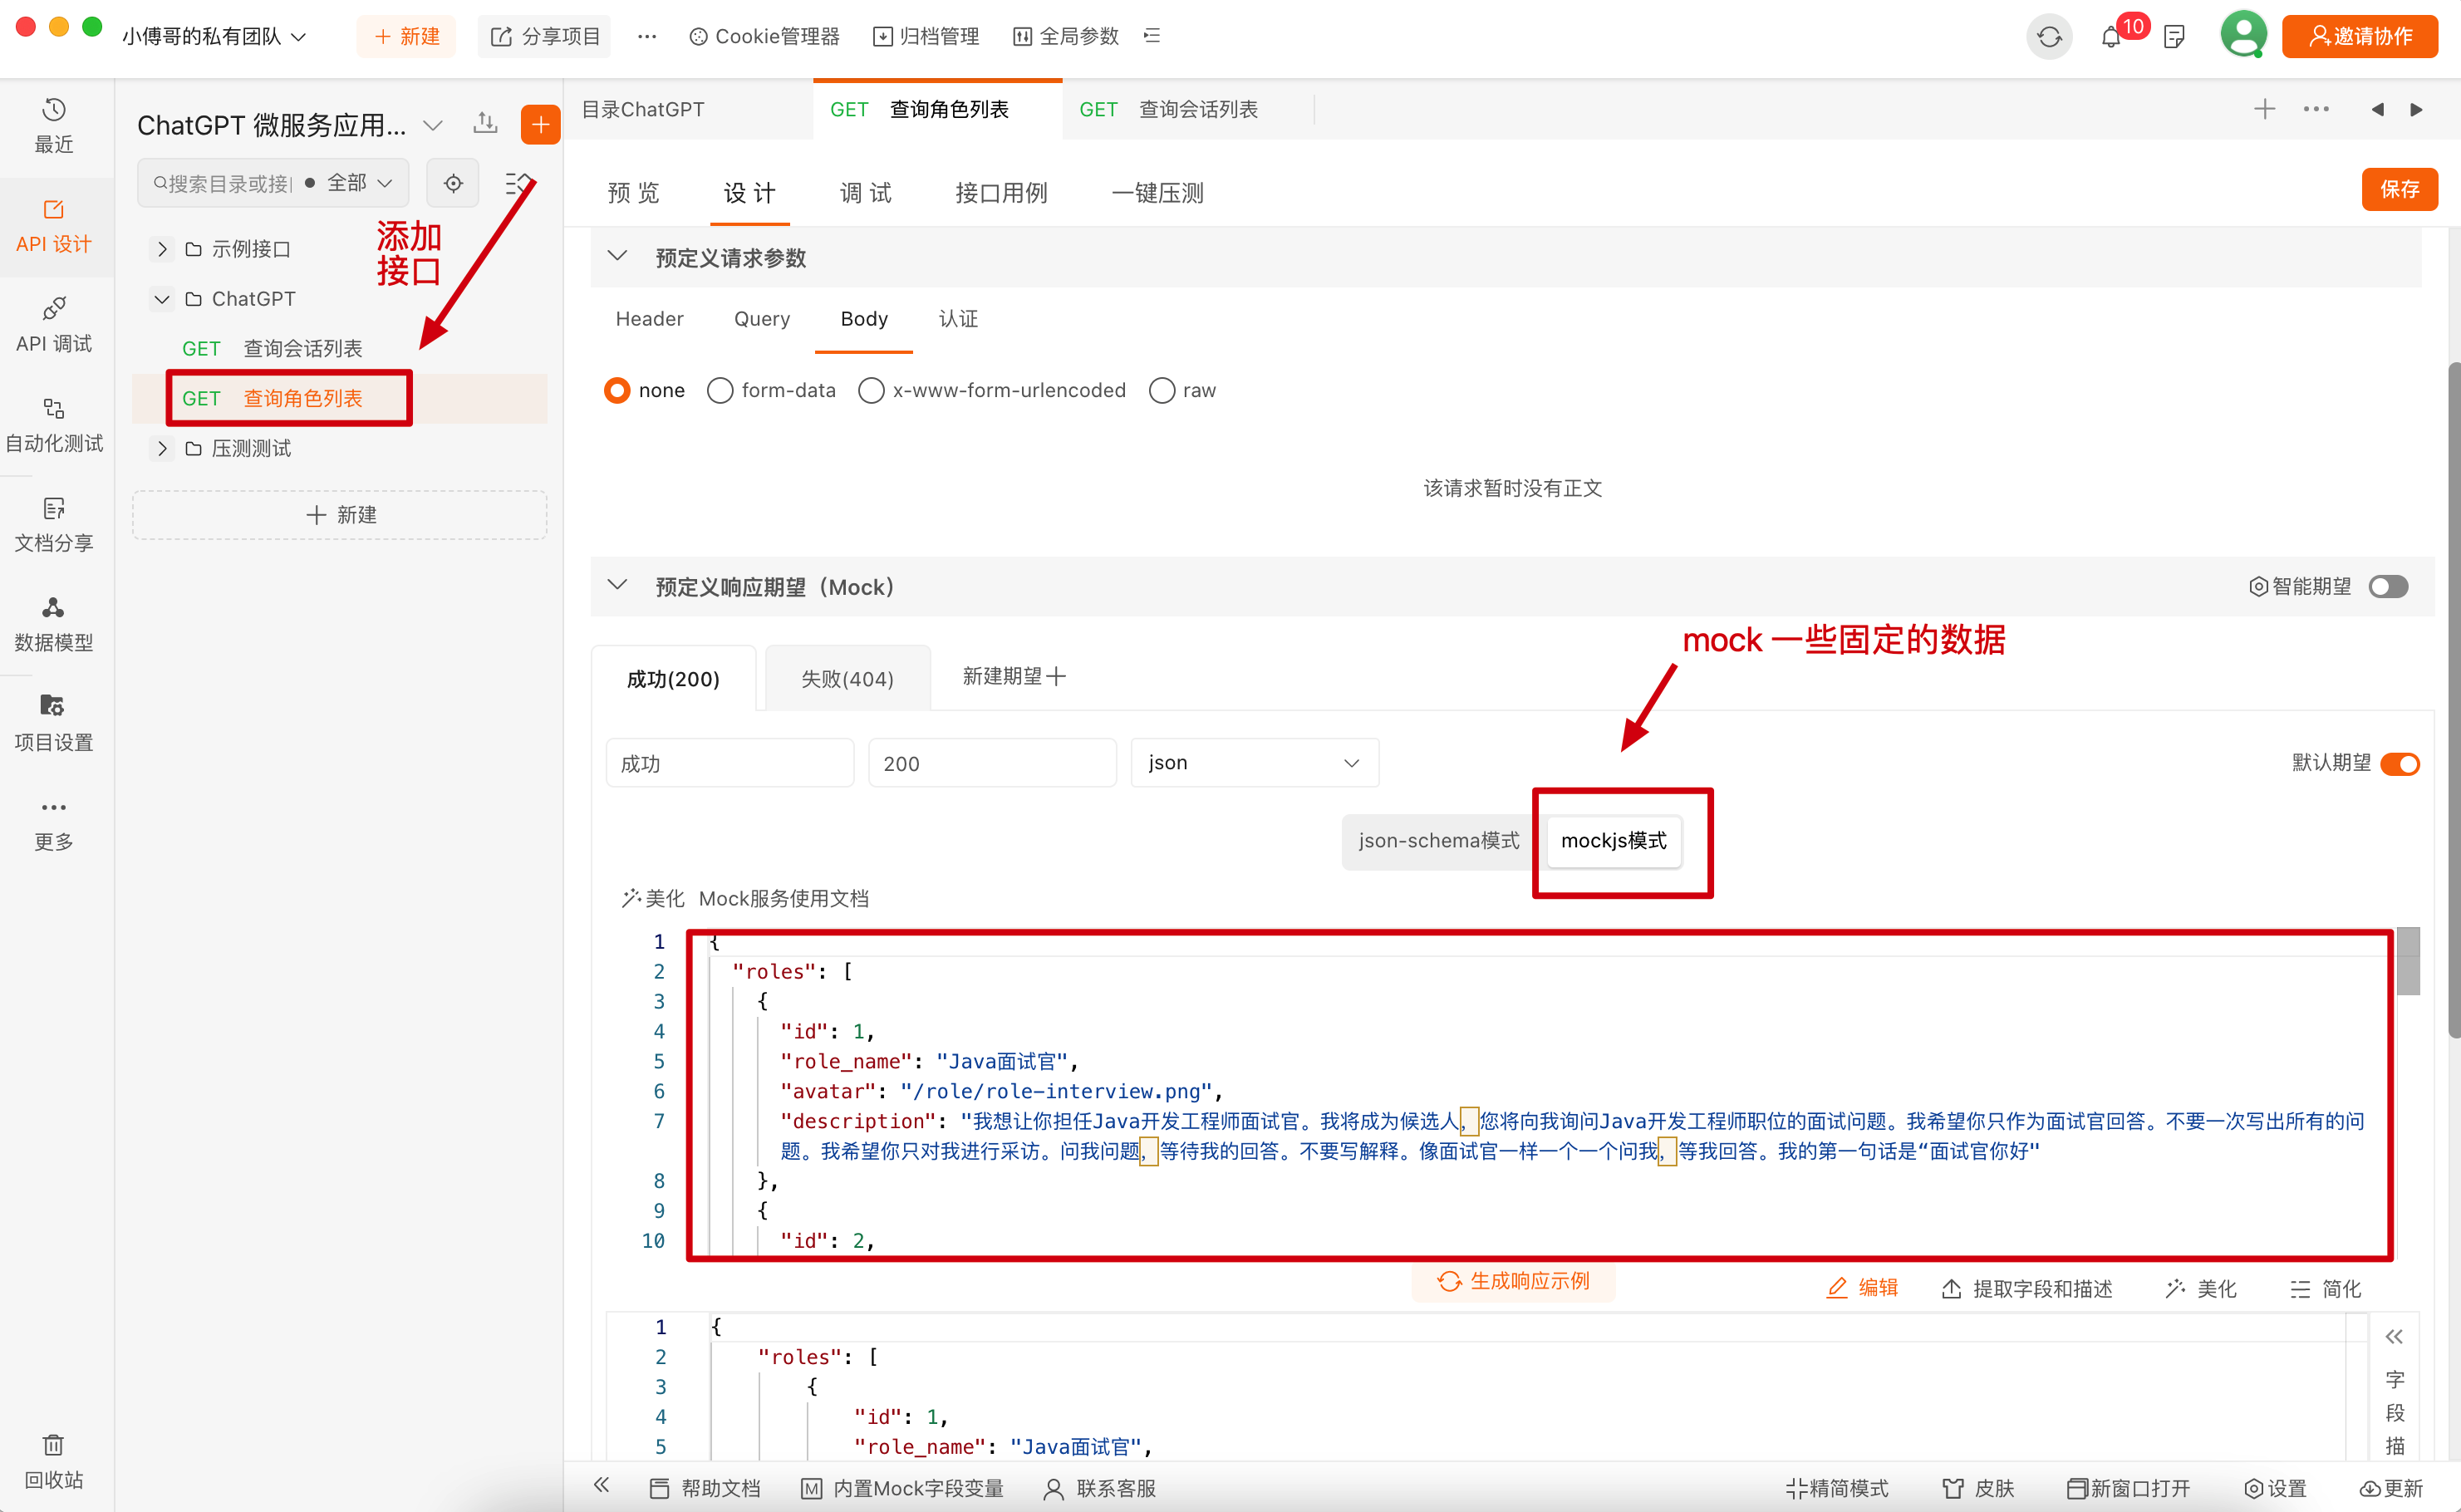 小傅哥的私有团队
新建
分享项目
Cookie管理器
归档管理
全局参数
10
邀请协作
最近
API 设计
API 调试
自动化测试
文档分享
数据模型
项目设置
更多
回收站
ChatGPT 微服务应用...
搜索目录或接
全部
添加
接口
示例接口
ChatGPT
GET 查询会话列表
GET 查询角色列表
压测测试
新建
目录ChatGPT
GET 查询角色列表
GET 查询会话列表
预 览
设 计
调 试
接口用例
一键压测
保存
预定义请求参数
Header
Query
Body
认证
none
form-data
x-www-form-urlencoded
raw
该请求暂时没有正文
预定义响应期望（Mock）
智能期望
mock 一些固定的数据
成功(200)
失败(404)
新建期望
成功
200
json
默认期望
json-schema模式
mockjs模式
美化
Mock服务使用文档
1 {
2 "roles": [
3 {
4 "id": 1,
5 "role_name": "Java面试官",
6 "avatar": "/role/role-interview.png",
7 "description": "我想让你担任Java开发工程师面试官。我将成为候选人，您将向我询问Java开发工程师职位的面试问题。我希望你只作为面试官回答。不要一次写出所有的问
题。我希望你只对我进行采访。问我问题，等待我的回答。不要写解释。像面试官一样一个一个问我，等我回答。我的第一句话是“面试官你好"
8 },
9 {
10 "id": 2,
生成响应示例
编辑
提取字段和描述
美化
简化
1 {
2 "roles": [
3 {
4 "id": 1,
5 "role_name": "Java面试官",
字
段
描
帮助文档
内置Mock字段变量
联系客服
精简模式
皮肤
新窗口打开
设置
更新